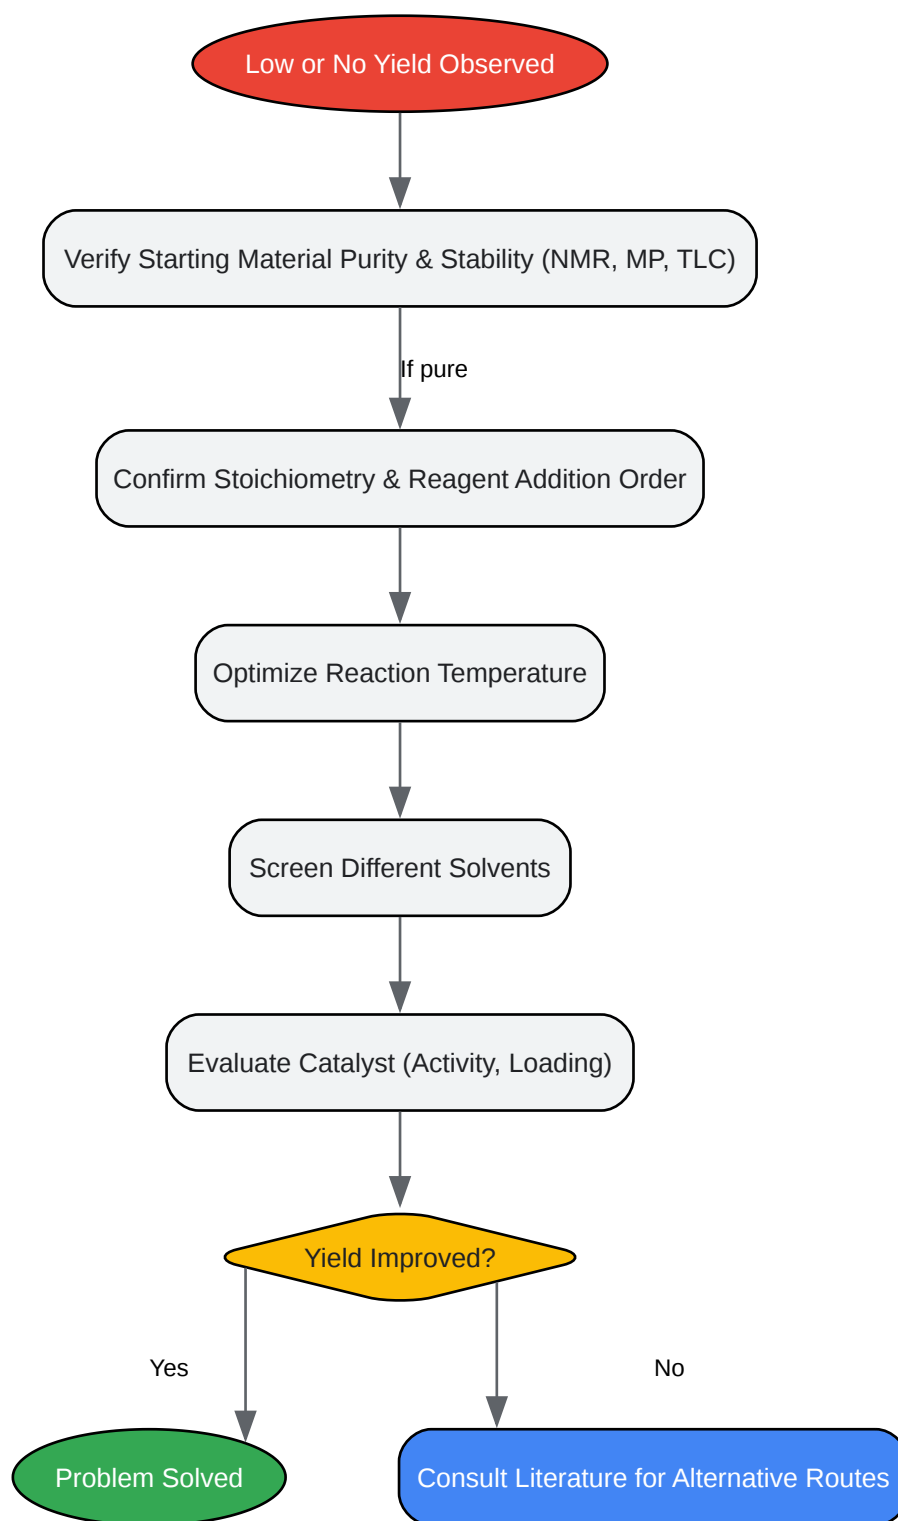 Low or No Yield Observed
Verify Starting Material Purity & Stability (NMR, MP, TLC)
If pure
Confirm Stoichiometry & Reagent Addition Order
Optimize Reaction Temperature
Screen Different Solvents
Evaluate Catalyst (Activity, Loading)
Yield Improved?
Yes
No
Problem Solved
Consult Literature for Alternative Routes